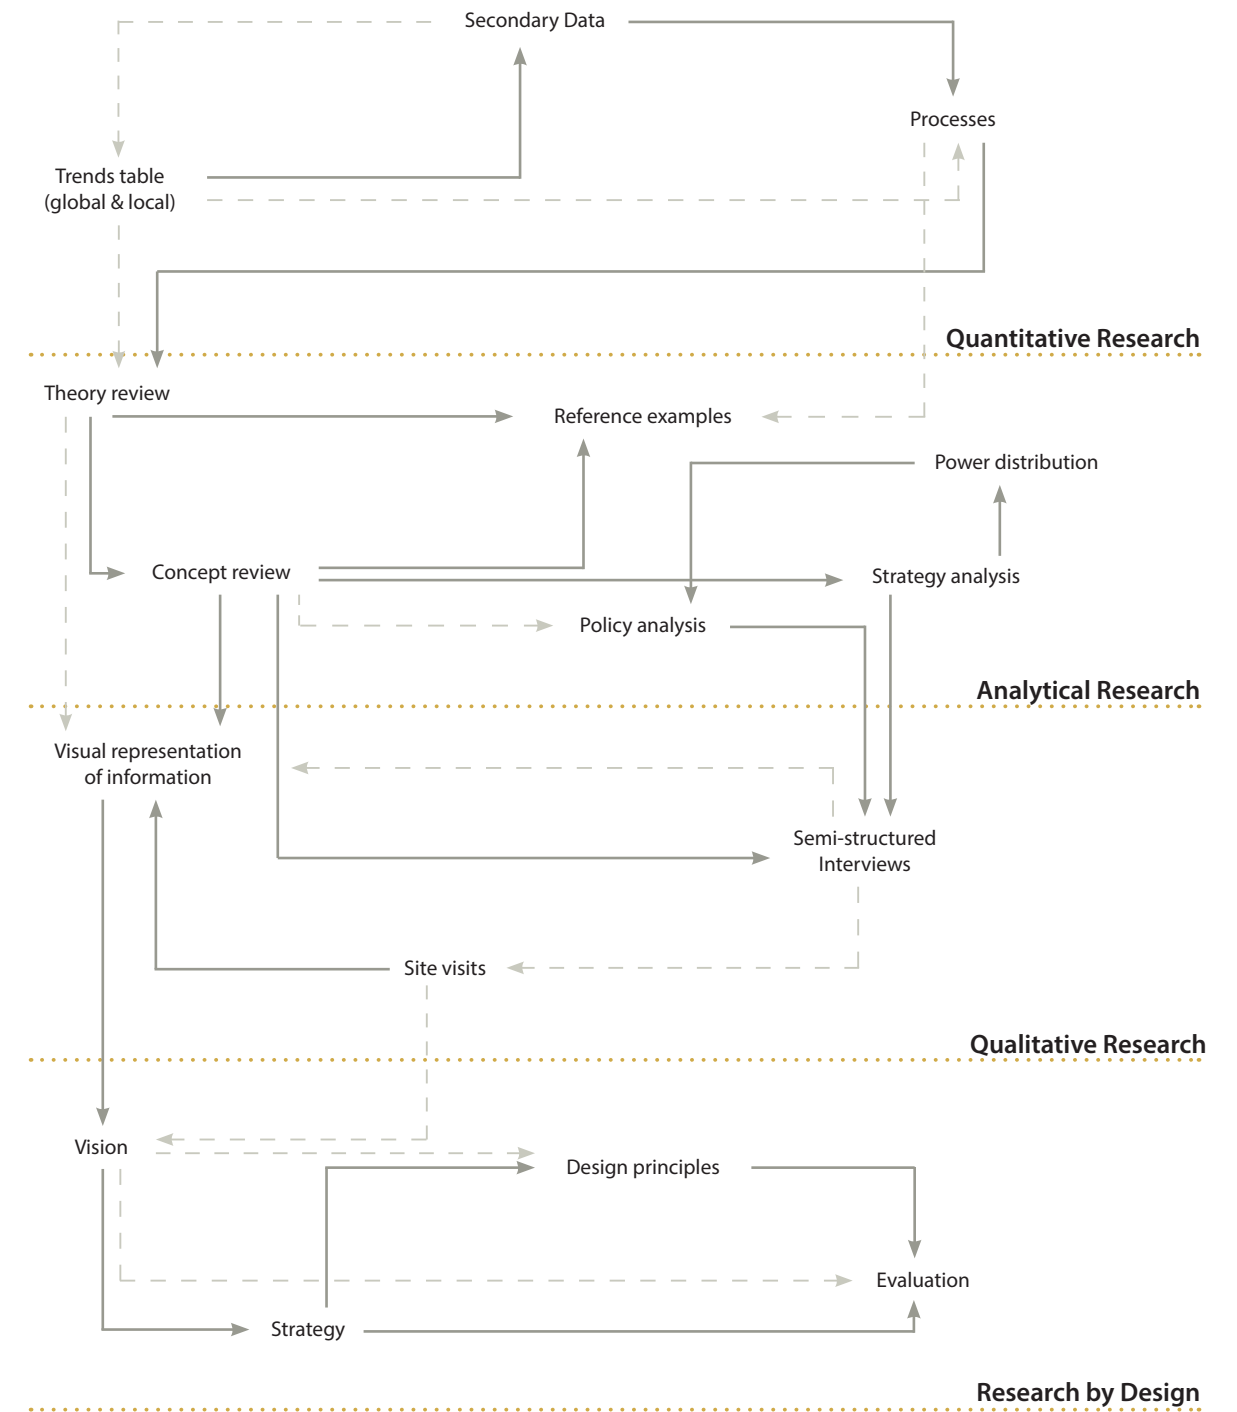 Secondary Data
Processes
Trends table
(global & local)
Quantitative Research
Theory review
Reference examples
Power distribution
Concept review
Strategy analysis
Policy analysis
Analytical Research
Visual representation
of information
Semi-structured
Interviews
Site visits
Qualitative Research
Vision
Design principles
Evaluation
Strategy
Research by Design